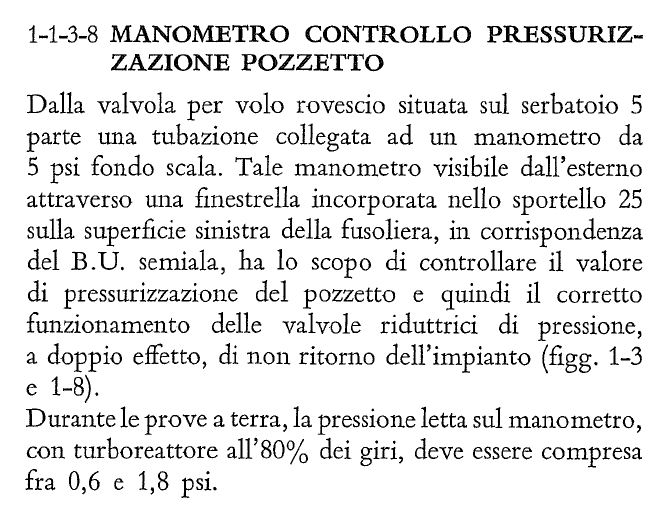 1-1-3-8 MANOMETRO CONTROLLO PRESSURIZ-
ZAZIONE POZZETTO
Dalla valvola per volo rovescio situata sul serbatoio 5
parte una tubazione collegata ad un manometro da
5 psi fondo scala. Tale manometro visibile dall'esterno
attraverso una finestrella incorporata nello sportello 25
sulla superficie sinistra della fusoliera, in corrispondenza
del B.U. semiala, ha lo scopo di controllare il valore
di pressurizzazione del pozzetto e quindi il corretto
funzionamento delle valvole riduttrici di pressione,
a doppio effetto, di non ritorno dell'impianto (figg. 1-3
e 1-8).
Durante le prove a terra, la pressione letta sul manometro,
con turboreattore all'80% dei giri, deve essere compresa
fra 0,6 e 1,8 psi.